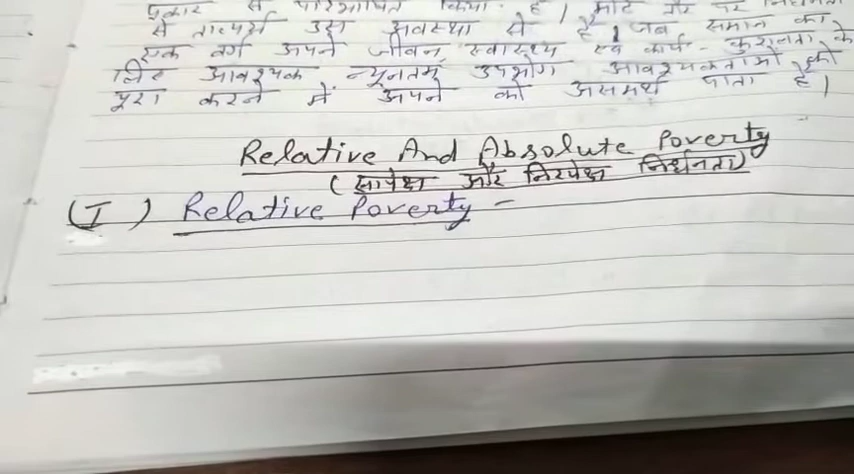 प्रकार से परिभाषित किया है। मोटे तौर पर निर्धनता
से तात्पर्य उस अवस्था से है। जब समाज का
एक वर्ग अपने जीवन, स्वास्थ्य एवं कार्य-कुशलता के
लिए आवश्यक न्यूनतम उपभोग आवश्यकताओं को
पूरा करने में अपने को असमर्थ पाता है।
Relative And Absolute Poverty
(सापेक्ष और निरपेक्ष निर्धनता)
(I) Relative Poverty -